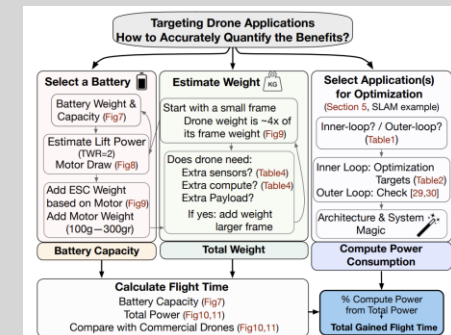 Targeting Drone Applications
How to Accurately Quantify the Benefits?
Select a Battery
Battery Weight &
Capacity (Fig7)
Estimate Lift Power
(TWR=2)
Motor Draw (Fig8)
Add ESC Weight
based on Motor (Fig9)
Add Motor Weight
(100g—300gr)
Battery Capacity
Estimate Weight
KG
Start with a small frame
Drone weight is ~4x of
its frame weight (Fig9)
Does drone need:
Extra sensors? (Table4)
Extra compute? (Table4)
Extra Payload?
If yes: add weight
larger frame
Total Weight
Select Application(s)
for Optimization
(Section 5, SLAM example)
Inner-loop? / Outer-loop?
(Table1)
Inner Loop: Optimization
Targets (Table2)
Outer Loop: Check [29,30]
Architecture & System
Magic
Compute Power
Consumption
Calculate Flight Time
Battery Capacity (Fig7)
Total Power (Fig10,11)
Compare with Commercial Drones (Fig10,11)
% Compute Power
from Total Power
Total Gained Flight Time